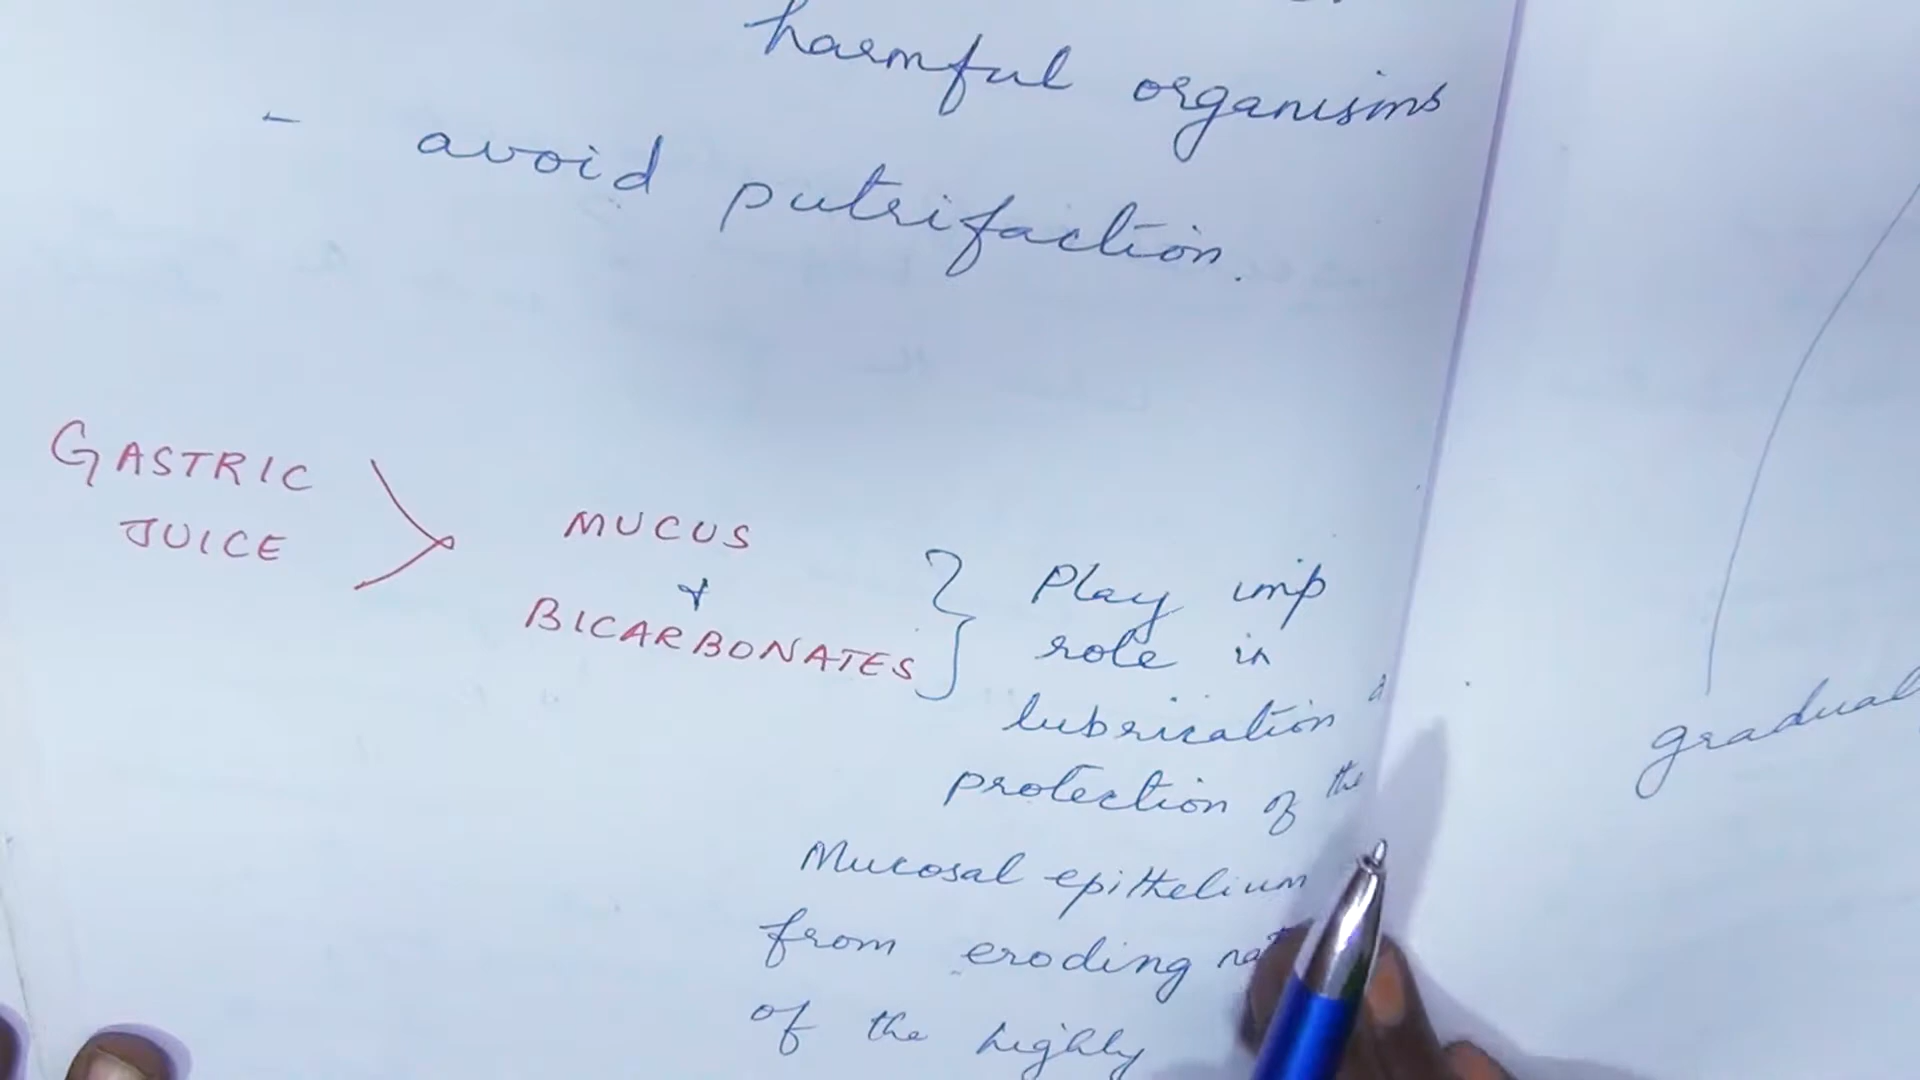 harmful organisms
- avoid putrifaction.
GASTRIC
JUICE
MUCUS
+
BICARBONATES
Play imp
role in
lubrication
protection of the
Mucosal epithelium
from eroding
of the highly
gradual